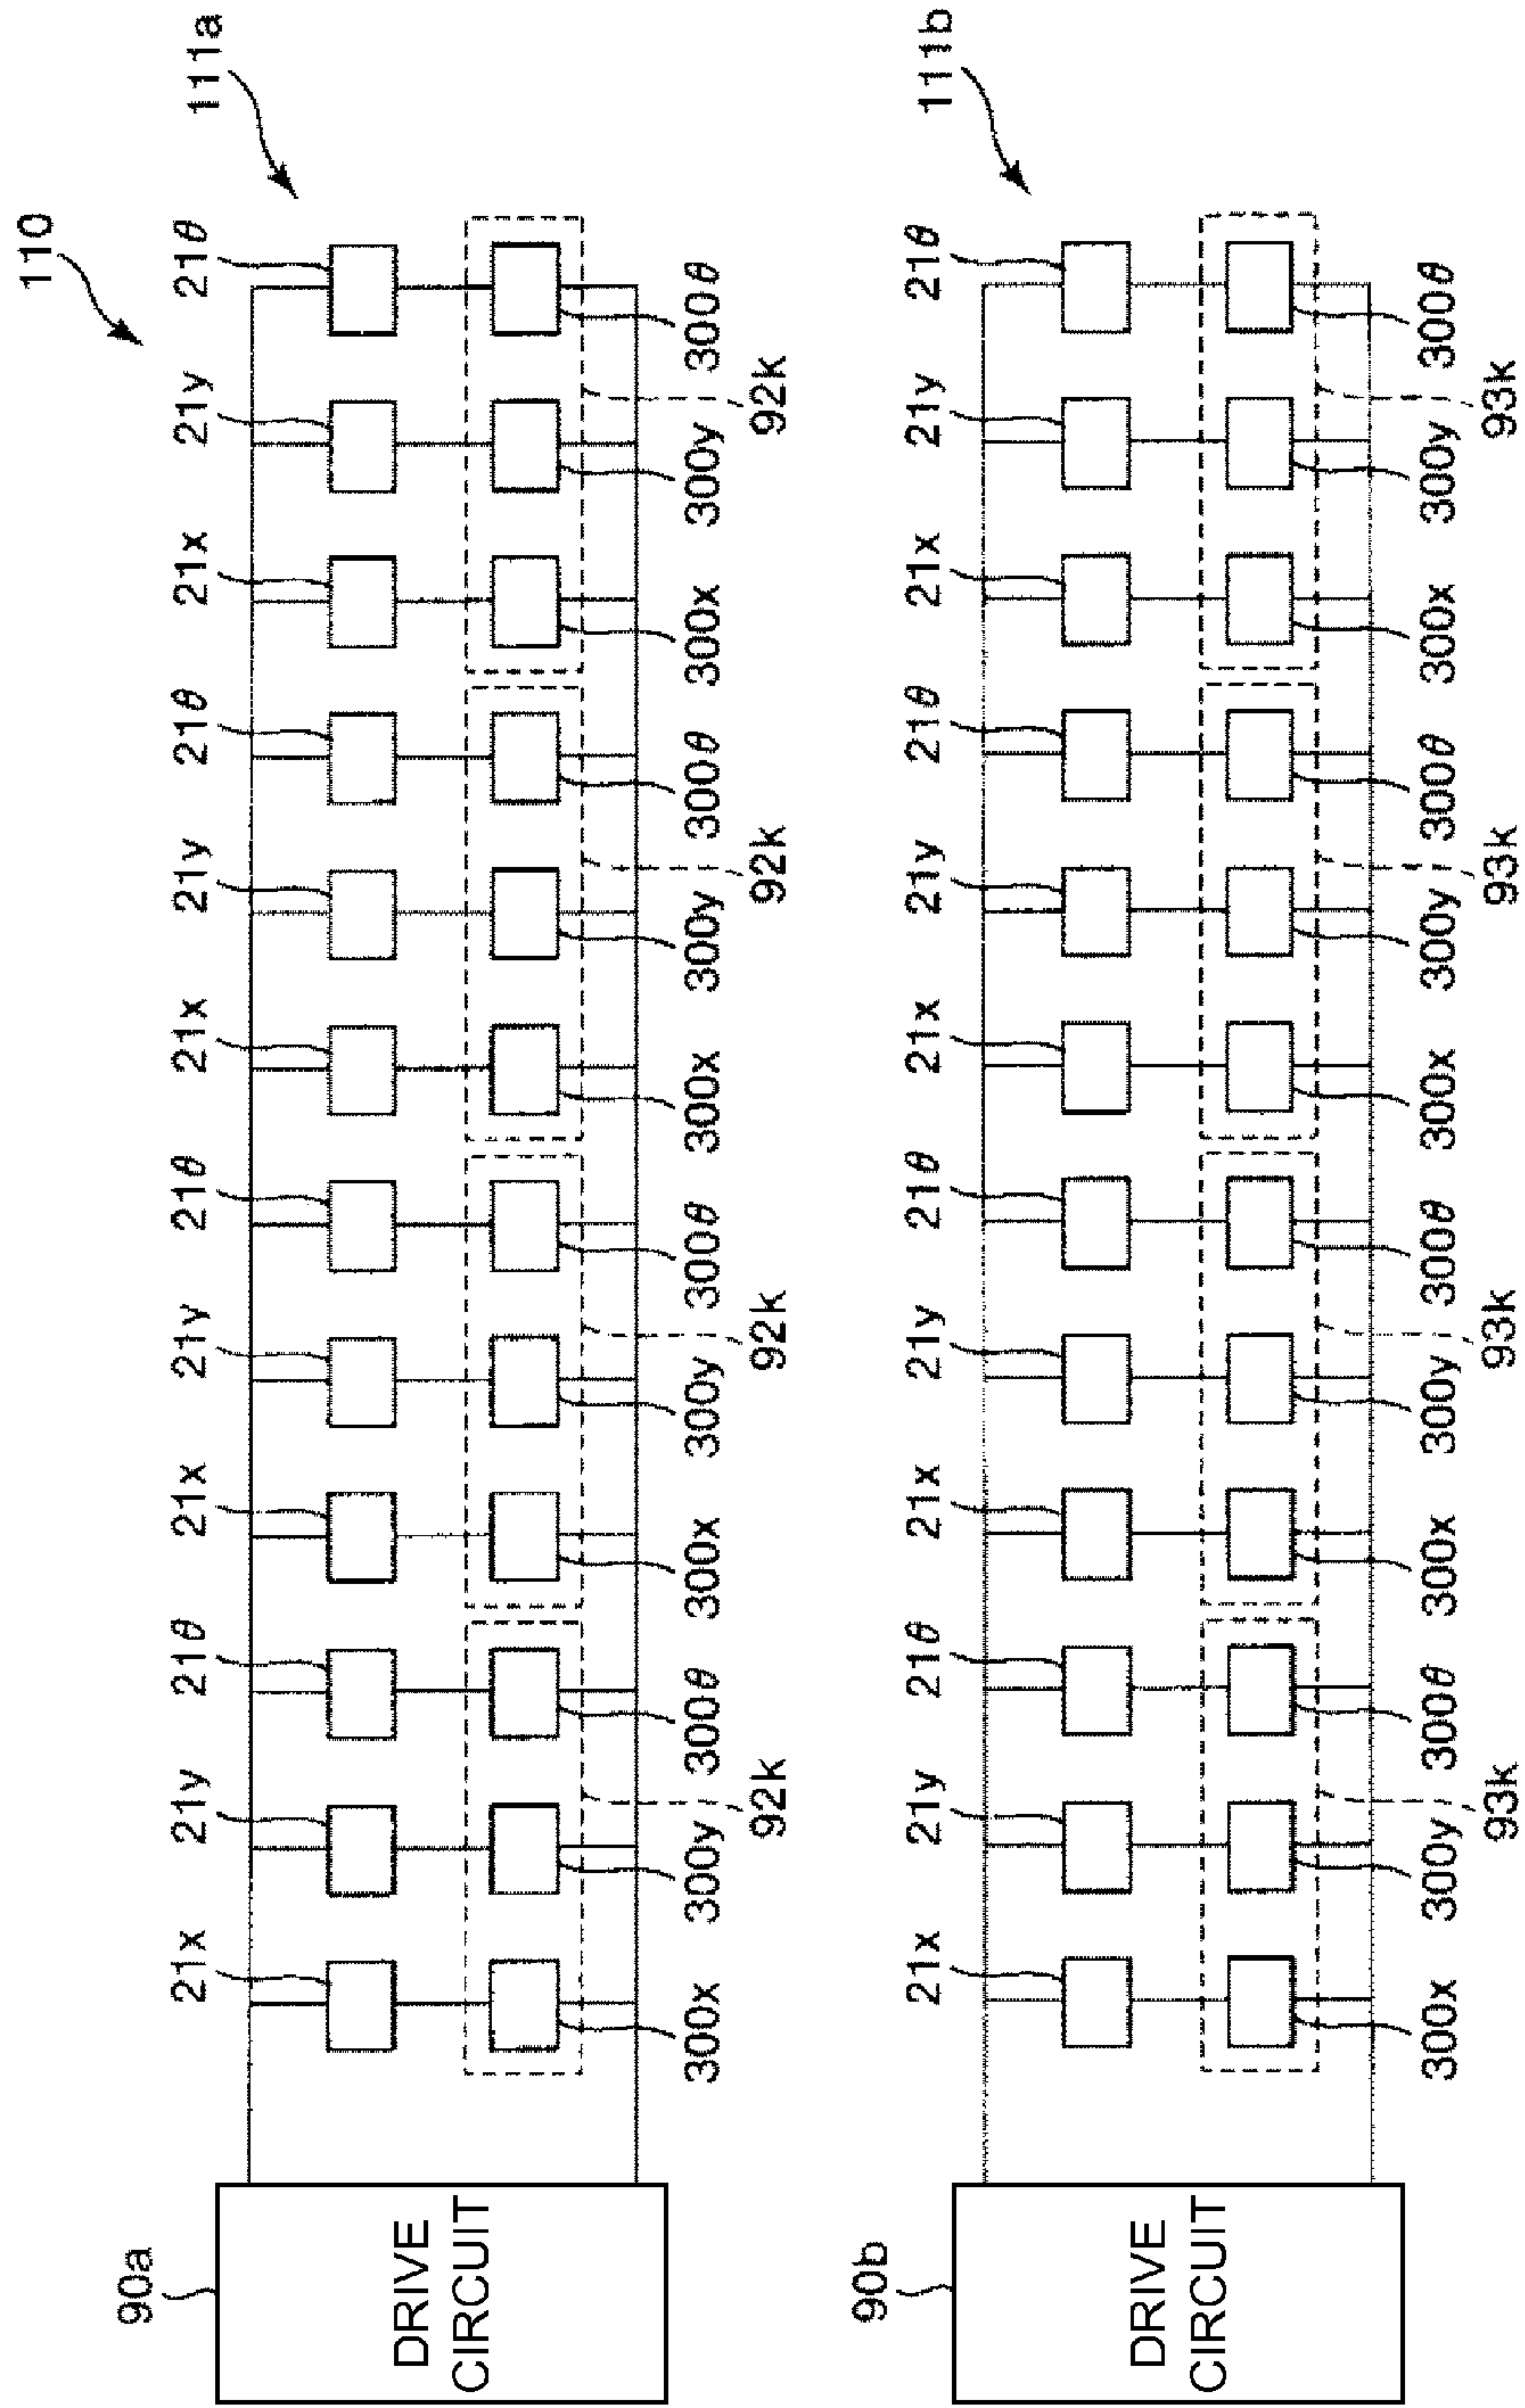 110
90a
21x 21y 21θ 21x 21y 21θ 21x 21y 21θ 21x 21y 21θ 111a
DRIVE
CIRCUIT
300x 300y 300θ 300x 300y 300θ 300x 300y 300θ 300x 300y 300θ
92k 92k 92k 92k
90b
21x 21y 21θ 21x 21y 21θ 21x 21y 21θ 21x 21y 21θ 111b
DRIVE
CIRCUIT
300x 300y 300θ 300x 300y 300θ 300x 300y 300θ 300x 300y 300θ
93k 93k 93k 93k